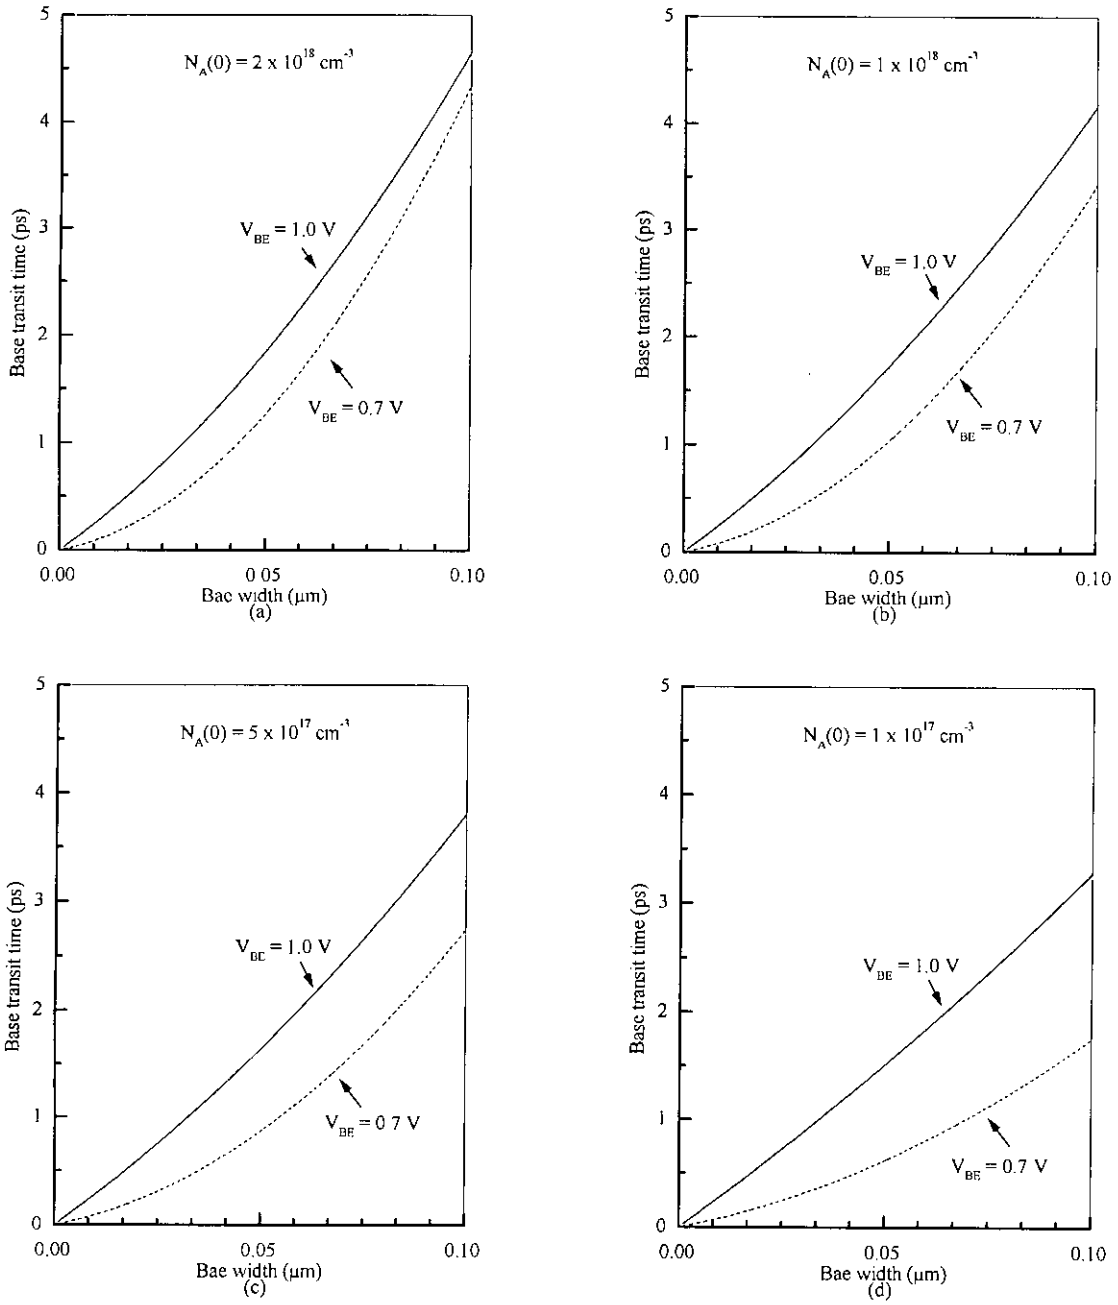 5
N_A(0) = 2 x 10^18 cm^-3
4
V_BE = 1.0 V
3
Base transit time (ps)
2
V_BE = 0.7 V
1
0
0.00 0 05 0.10
Bae width (μm)
(a)
5
N_A(0) = 1 x 10^18 cm^-3
4
3
V_BE = 1.0 V
Base transit time (ps)
2
V_BE = 0.7 V
1
0
0.00 0.05 0.10
Bae width (μm)
(b)
5
N_A(0) = 5 x 10^17 cm^-3
4
3
V_BE = 1.0 V
Base transit time (ps)
2
1
V_BE = 0 7 V
0
0.00 0.05 0.10
Bae width (μm)
(c)
5
N_A(0) = 1 x 10^17 cm^-3
4
3
V_BE = 1.0 V
Base transit time (ps)
2
1
V_BE = 0.7 V
0
0.00 0.05 0.10
Bae width (μm)
(d)